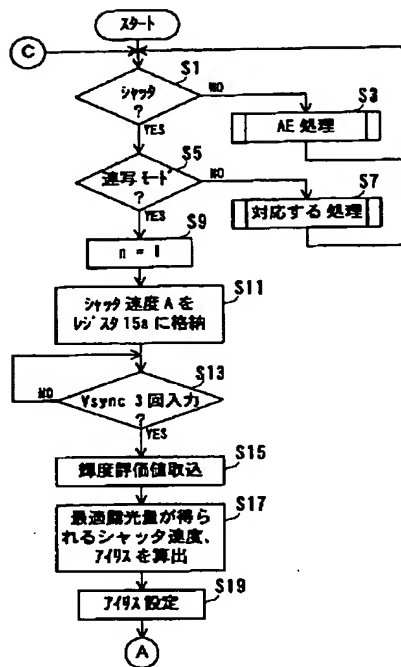 スタート
C
S1
シャッタ
?
NO
YES
S3
AE 処理
S5
連写モード
?
NO
YES
S7
対応する処理
S9
n = 1
S11
シャッタ速度 A を
レジスタ 15a に格納
S13
Vsync 3 回入力
?
NO
YES
S15
輝度評価値取込
S17
最適露光量が得ら
れるシャッタ速度、
アイリスを算出
S19
アイリス設定
A